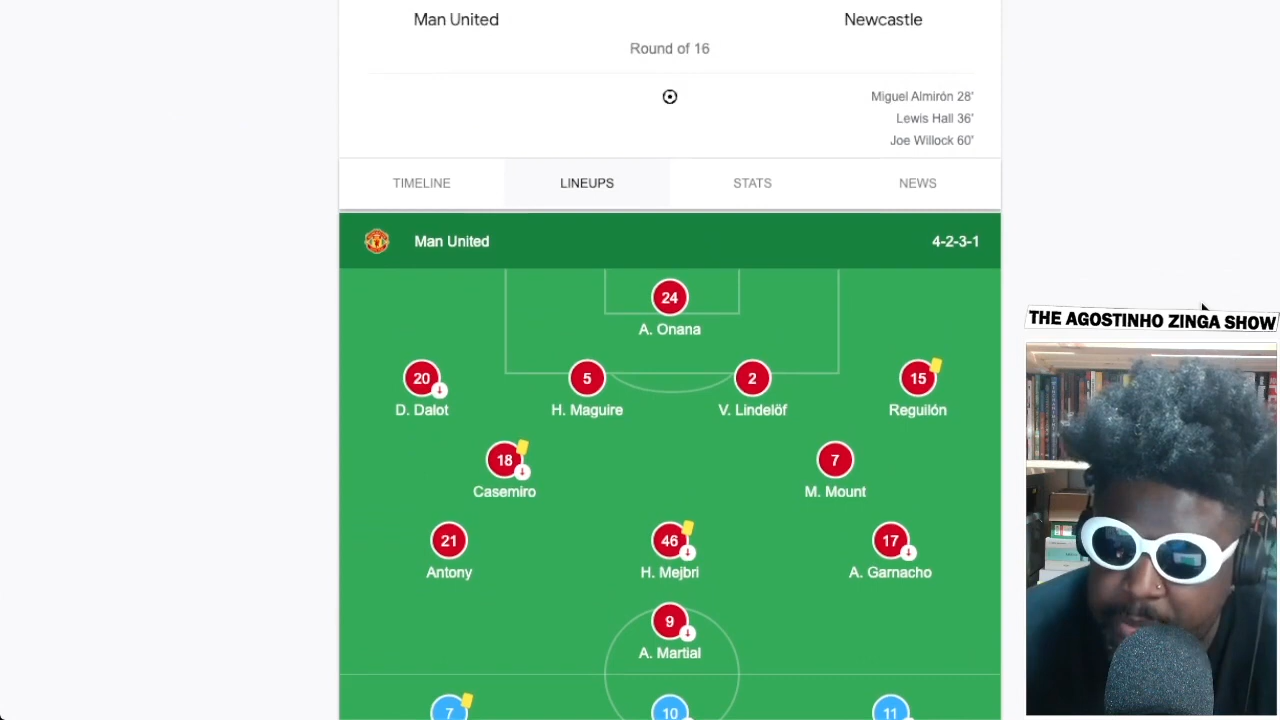 Man United Newcastle
Round of 16
Miguel Almirón 28'
Lewis Hall 36'
Joe Willock 60'
TIMELINE LINEUPS STATS NEWS
Man United 4-2-3-1
24
A. Onana
20 5 2 15
D. Dalot H. Maguire V. Lindelöf Reguilón
18 7
Casemiro M. Mount
21 46 17
Antony H. Mejbri A. Garnacho
9
A. Martial
7 10 11
THE AGOSTINHO ZINGA SHOW